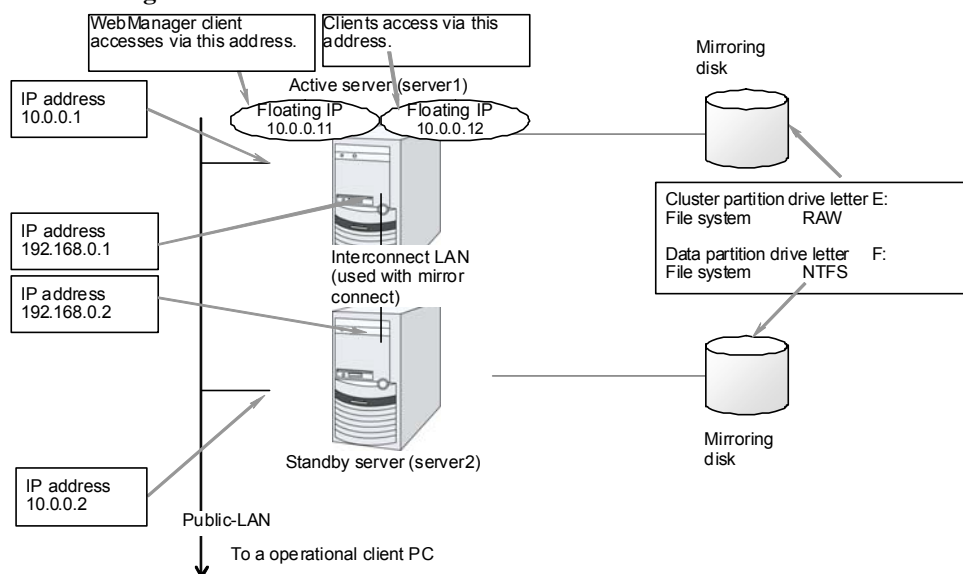 WebManager client
accesses via this address.
Clients access via this
address.
Mirroring
disk
Active server (server1)
IP address
10.0.0.1
Floating IP
10.0.0.11
Floating IP
10.0.0.12
Cluster partition drive letter E:
File system RAW
Data partition drive letter F:
File system NTFS
IP address
192.168.0.1
Interconnect LAN
(used with mirror
connect)
IP address
192.168.0.2
Mirroring
disk
Standby server (server2)
IP address
10.0.0.2
Public-LAN
To a operational client PC